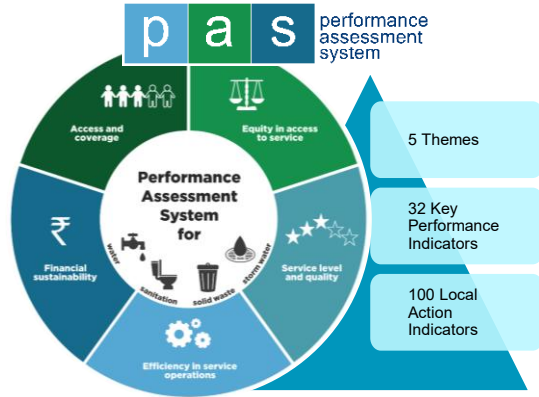 pas
performance
assessment
system
Access and
coverage
Equity in access
to service
Performance
Assessment
System
for
water
sanitation
solid waste
storm water
₹
Financial
sustainability
Service level
and quality
Efficiency in service
operations
5 Themes
32 Key
Performance
Indicators
100 Local
Action
Indicators